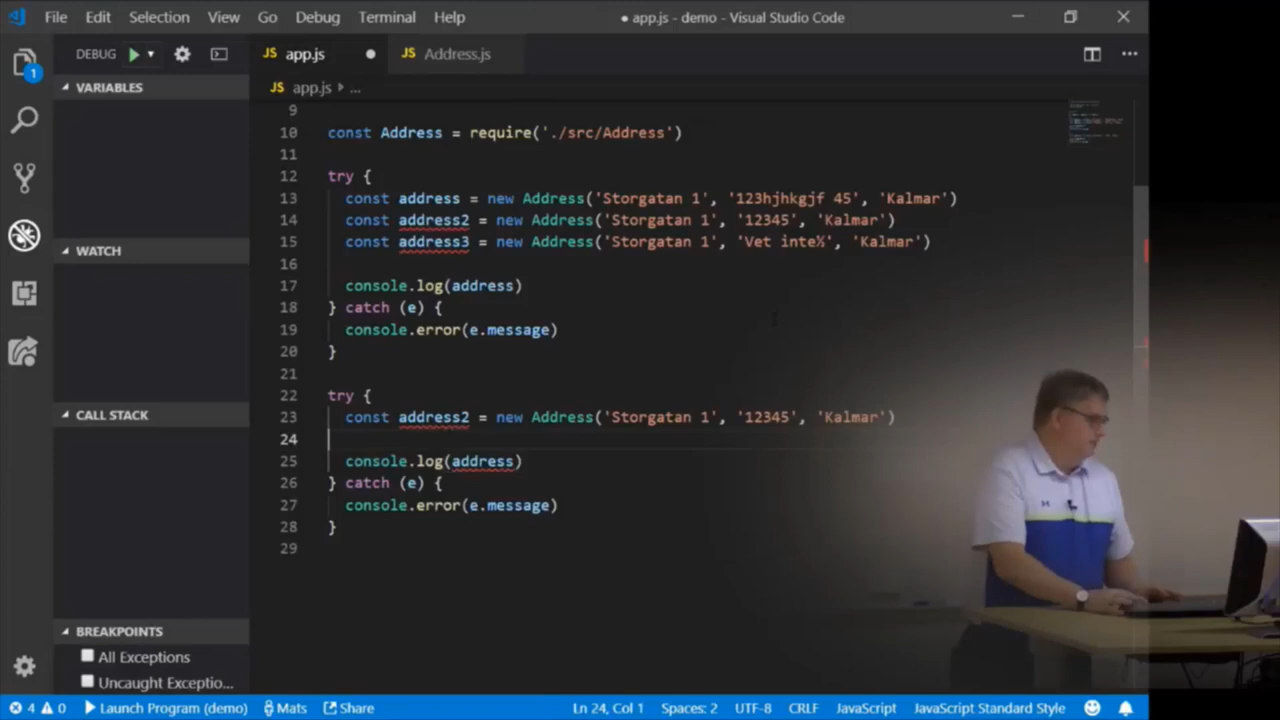 File Edit Selection View Go Debug Terminal Help ● app.js - demo - Visual Studio Code
DEBUG
JS app.js ● JS Address.js
1
JS app.js ...
VARIABLES
WATCH
CALL STACK
BREAKPOINTS
All Exceptions
Uncaught Exceptio...
9
10 const Address = require('./src/Address')
11
12 try {
13 const address = new Address('Storgatan 1', '123hjhkgjf 45', 'Kalmar')
14 const address2 = new Address('Storgatan 1', '12345', 'Kalmar')
15 const address3 = new Address('Storgatan 1', 'Vet inte%', 'Kalmar')
16
17 console.log(address)
18 } catch (e) {
19 console.error(e.message)
20 }
21
22 try {
23 const address2 = new Address('Storgatan 1', '12345', 'Kalmar')
24
25 console.log(address)
26 } catch (e) {
27 console.error(e.message)
28 }
29
4 0 Launch Program (demo) Mats Share Ln 24, Col 1 Spaces: 2 UTF-8 CRLF JavaScript JavaScript Standard Style